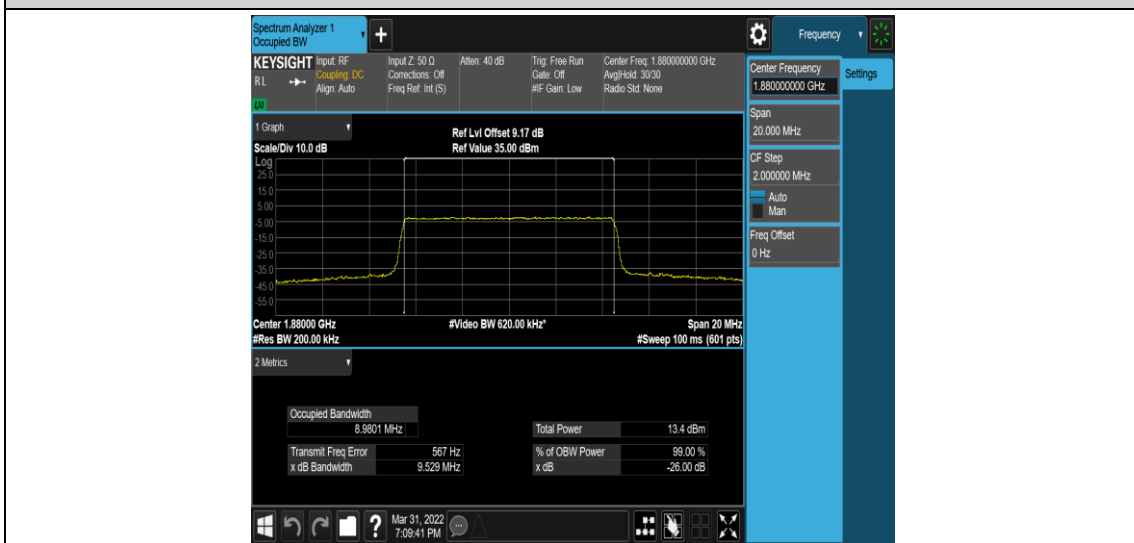 Spectrum Analyzer 1
Occupied BW
+
Frequency
KEYSIGHT
RL
LXI
Input: RF
Coupling: DC
Align: Auto
Input Z: 50 Ω
Corrections: Off
Freq Ref: Int (S)
Atten: 40 dB
Trig: Free Run
Gate: Off
#IF Gain: Low
Center Freq: 1.880000000 GHz
Avg|Hold: 30/30
Radio Std: None
Center Frequency
1.880000000 GHz
Settings
Span
20.000 MHz
CF Step
2.000000 MHz
Auto
Man
Freq Offset
0 Hz
1 Graph
Ref Lvl Offset 9.17 dB
Scale/Div 10.0 dB
Ref Value 35.00 dBm
Log
25.0
15.0
5.00
-5.00
-15.0
-25.0
-35.0
-45.0
-55.0
Center 1.88000 GHz
#Video BW 620.00 kHz*
Span 20 MHz
#Res BW 200.00 kHz
#Sweep 100 ms (601 pts)
2 Metrics
Occupied Bandwidth
8.9801 MHz
Total Power
13.4 dBm
Transmit Freq Error
567 Hz
% of OBW Power
99.00 %
x dB Bandwidth
9.529 MHz
x dB
-26.00 dB
?
Mar 31, 2022
7:09:41 PM